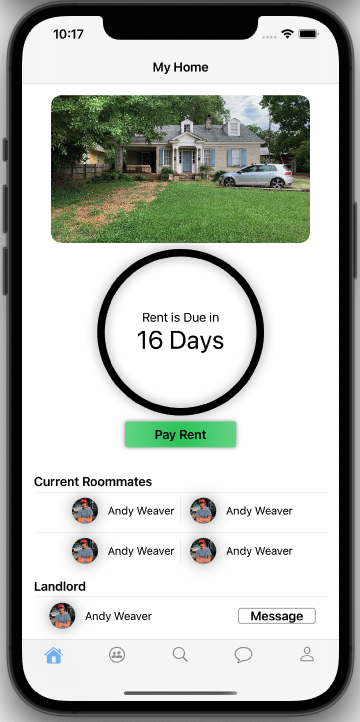 10:17
My Home
Rent is Due in
16 Days
Pay Rent
Current Roommates
Andy Weaver Andy Weaver
Andy Weaver Andy Weaver
Landlord
Andy Weaver Message